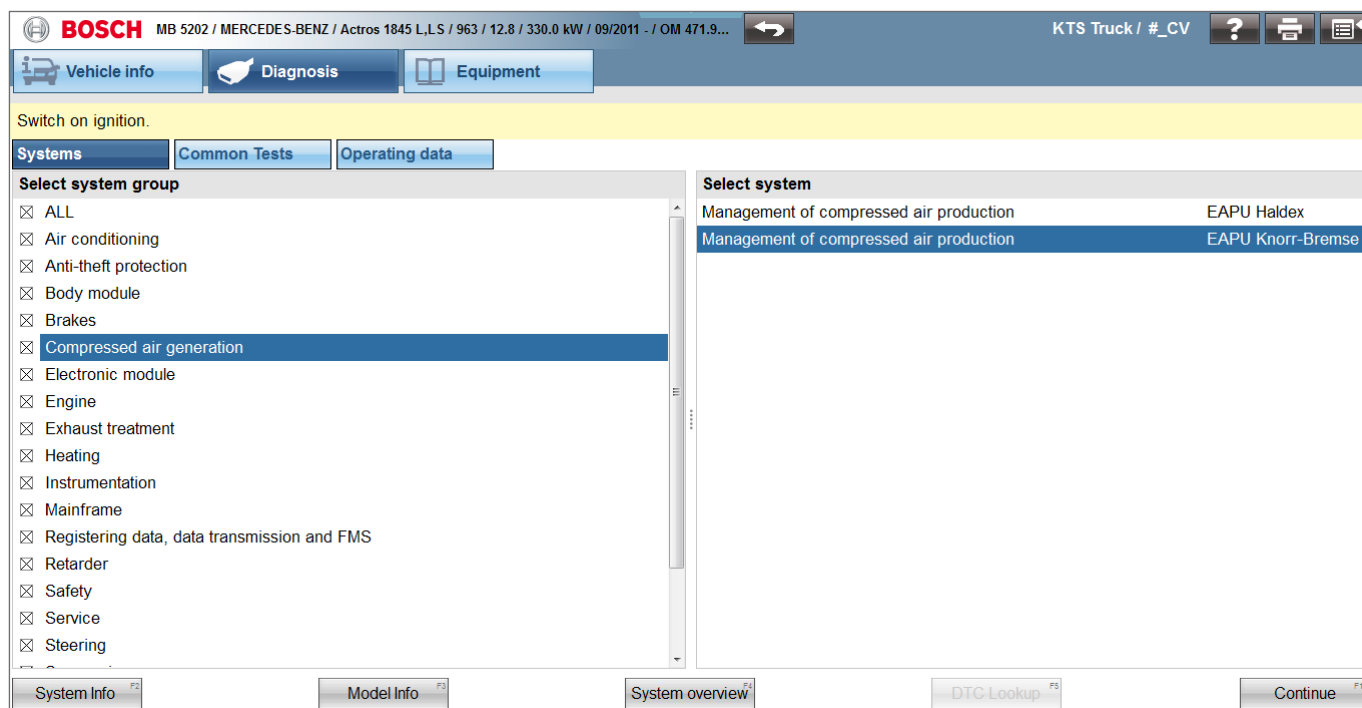 BOSCH MB 5202 / MERCEDES-BENZ / Actros 1845 L,LS / 963 / 12.8 / 330.0 kW / 09/2011 - / OM 471.9... KTS Truck / #_CV ?
Vehicle info Diagnosis Equipment
Switch on ignition.
Systems Common Tests Operating data
Select system group
ALL
Air conditioning
Anti-theft protection
Body module
Brakes
Compressed air generation
Electronic module
Engine
Exhaust treatment
Heating
Instrumentation
Mainframe
Registering data, data transmission and FMS
Retarder
Safety
Service
Steering
Select system
Management of compressed air production EAPU Haldex
Management of compressed air production EAPU Knorr-Bremse
System Info F2 Model Info F3 System overview F4 DTC Lookup F5 Continue